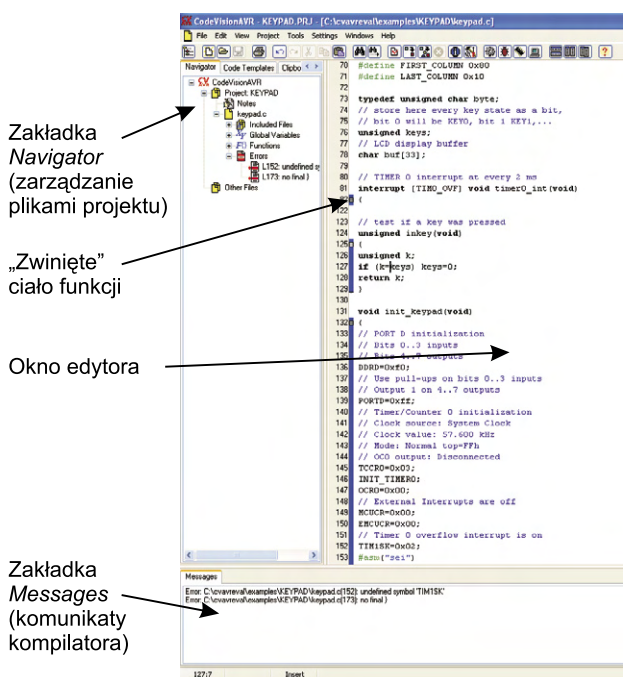 CodeVisionAVR - KEYPAD.PRJ - [C:\cvavreval\examples\KEYPAD\keypad.c]
File Edit View Project Tools Settings Windows Help
Navigator Code Templates Clipbo
CodeVisionAVR
Project: KEYPAD
Notes
keypad.c
Included Files
Global Variables
Functions
Errors
L152: undefined sy
L173: no final }
Other Files
Zakładka
Navigator
(zarządzanie
plikami projektu)
„Zwinięte”
ciało funkcji
Okno edytora
70 #define FIRST_COLUMN 0x80
71 #define LAST_COLUMN 0x10
72
73 typedef unsigned char byte;
74 // store here every key state as a bit,
75 // bit 0 will be KEY0, bit 1 KEY1,...
76 unsigned keys;
77 // LCD display buffer
78 char buf[33];
79
80 // TIMER 0 interrupt at every 2 ms
81 interrupt [TIM0_OVF] void timer0_int(void)
82 {
122
123 // test if a key was pressed
124 unsigned inkey(void)
125 {
126 unsigned k;
127 if (k=keys) keys=0;
128 return k;
129 }
130
131 void init_keypad(void)
132 {
133 // PORT D initialization
134 // Bits 0..3 inputs
135 // Bits 4..7 outputs
136 DDRD=0xf0;
137 // Use pull-ups on bits 0..3 inputs
138 // Output 1 on 4..7 outputs
139 PORTD=0xff;
140 // Timer/Counter 0 initialization
141 // Clock source: System Clock
142 // Clock value: 57.600 kHz
143 // Mode: Normal top=FFh
144 // OC0 output: Disconnected
145 TCCR0=0x03;
146 INIT_TIMER0;
147 OCR0=0x00;
148 // External Interrupts are off
149 MCUCR=0x00;
150 EMCUCR=0x00;
151 // Timer 0 overflow interrupt is on
152 TIM1SK=0x02;
153 #asm("sei")
Zakładka
Messages
(komunikaty
kompilatora)
Messages
Error: C:\cvavreval\examples\KEYPAD\keypad.c(152): undefined symbol 'TIM1SK'
Error: C:\cvavreval\examples\KEYPAD\keypad.c(173): no final }
127:7 Insert